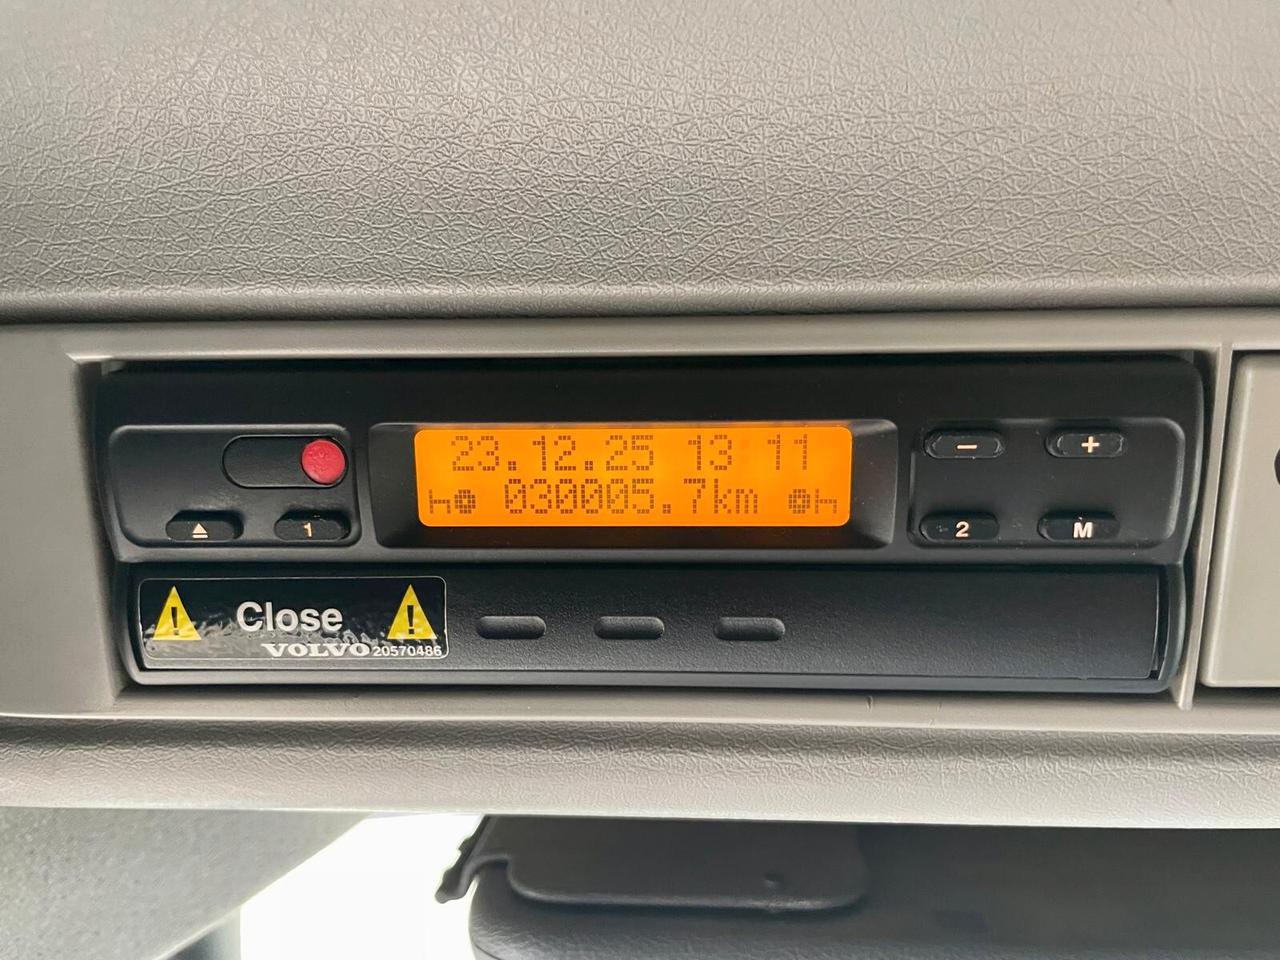 23.12.25 13 11
030005.7km
- +
1 2 M
! Close !
VOLVO 20570486